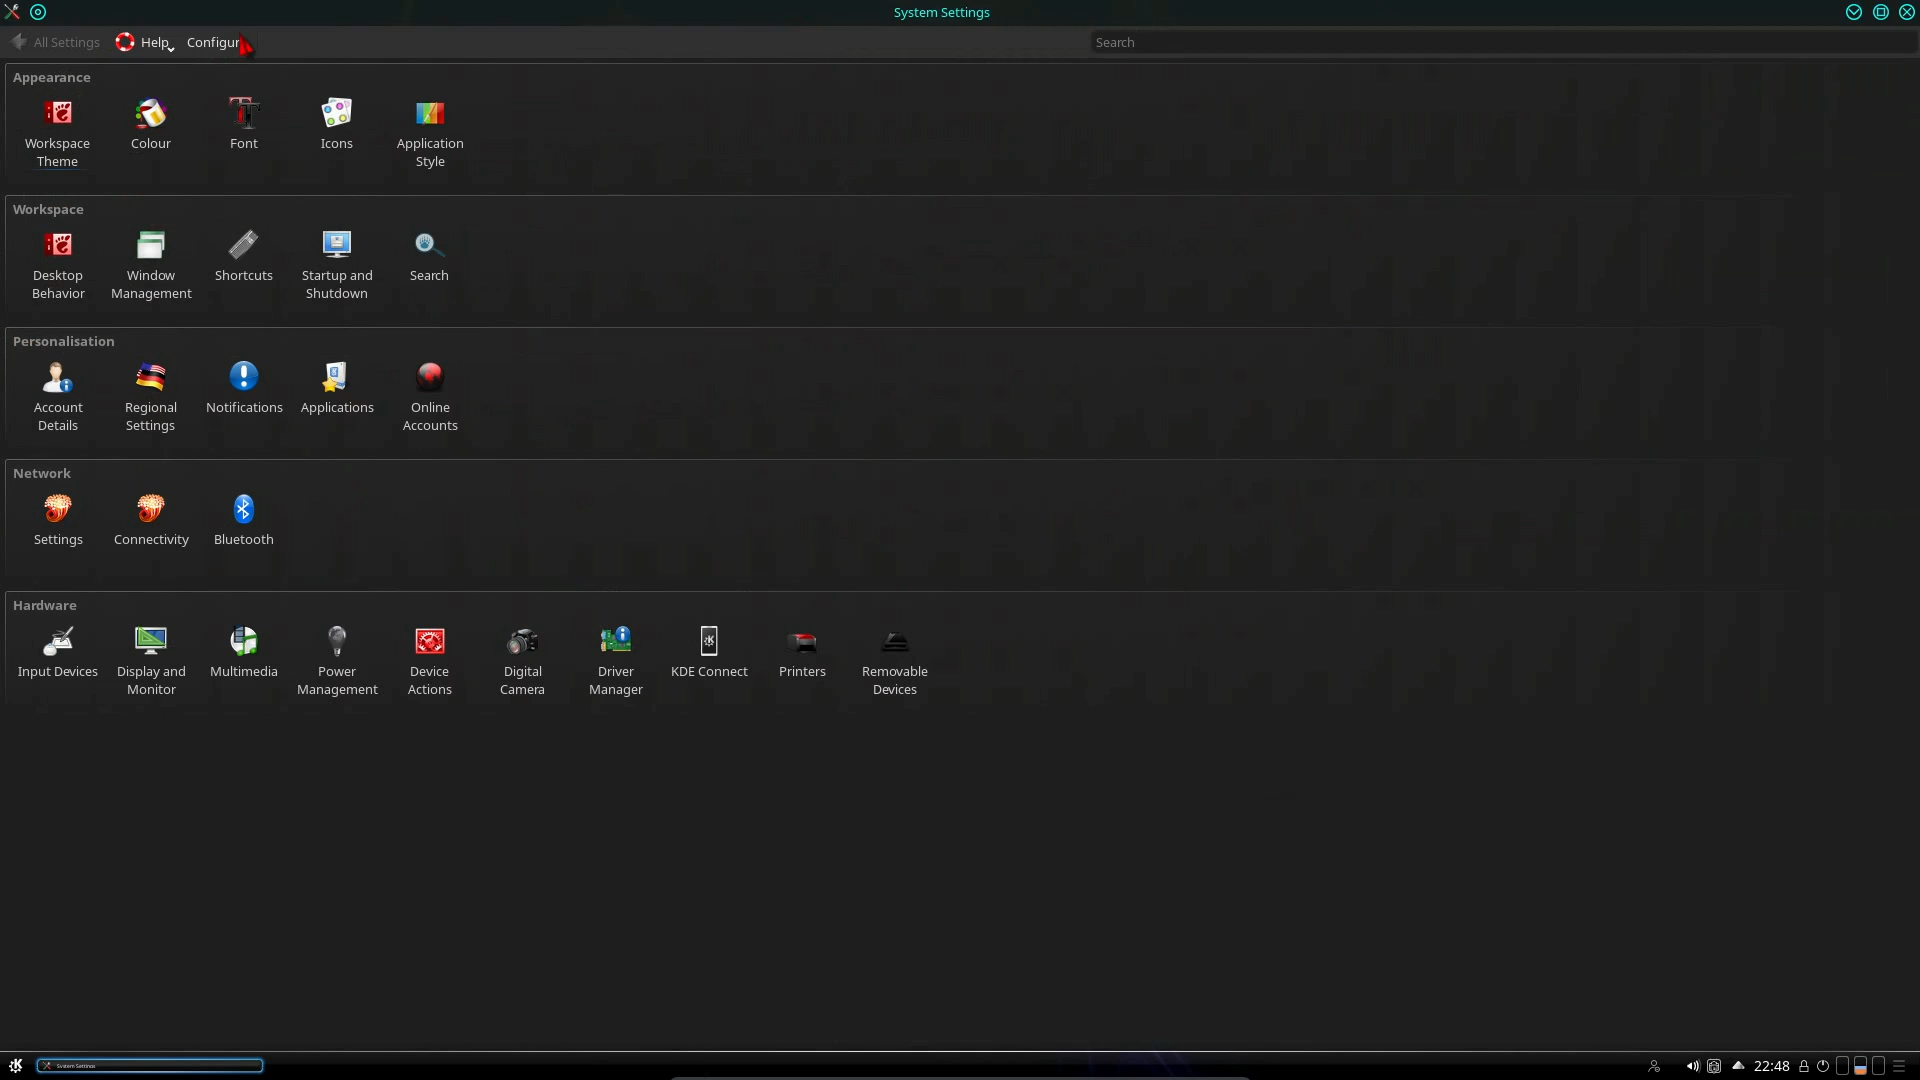 System Settings
All Settings Help Configur Search
Appearance
Workspace Theme
Colour
Font
Icons
Application Style
Workspace
Desktop Behavior
Window Management
Shortcuts
Startup and Shutdown
Search
Personalisation
Account Details
Regional Settings
Notifications
Applications
Online Accounts
Network
Settings
Connectivity
Bluetooth
Hardware
Input Devices
Display and Monitor
Multimedia
Power Management
Device Actions
Digital Camera
Driver Manager
KDE Connect
Printers
Removable Devices
System Settings
22:48